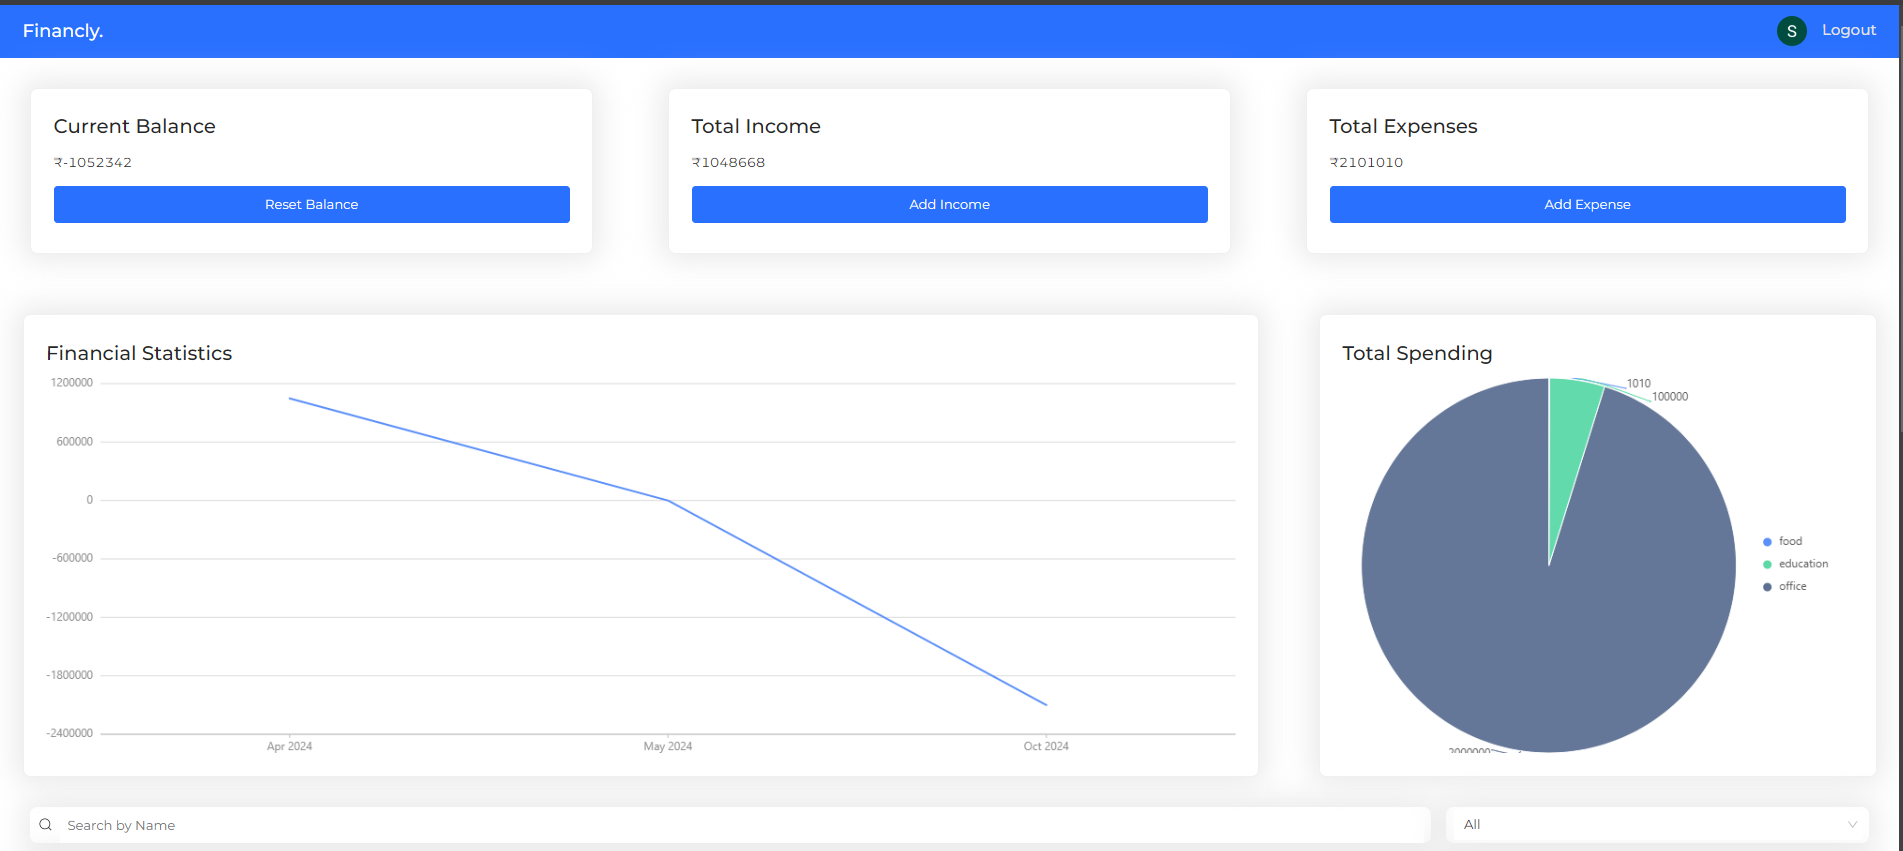 Financly.
S Logout
Current Balance
₹-1052342
Reset Balance
Total Income
₹1048668
Add Income
Total Expenses
₹2101010
Add Expense
Financial Statistics
1200000
600000
0
-600000
-1200000
-1800000
-2400000
Apr 2024 May 2024 Oct 2024
Total Spending
1010
100000
food
education
office
2000000
Search by Name
All